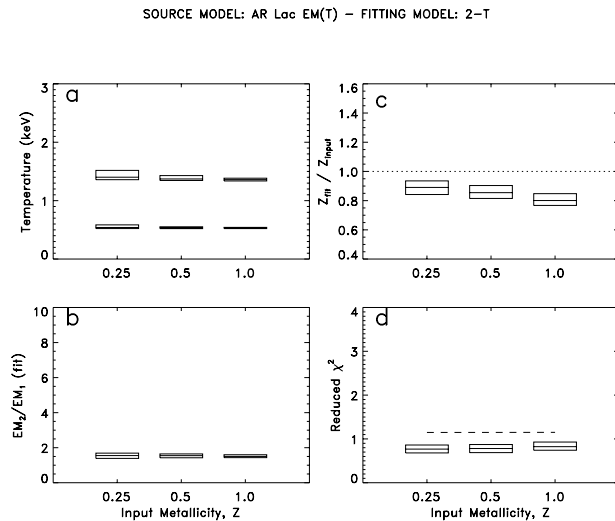 SOURCE MODEL: AR Lac EM(T) − FITTING MODEL: 2−T
a
Temperature (keV)
3
2
1
0
0.25 0.5 1.0
c
Z_fit / Z_input
1.6
1.4
1.2
1.0
0.8
0.6
0.4
0.25 0.5 1.0
b
EM₂/EM₁ (fit)
10
8
6
4
2
0
0.25 0.5 1.0
Input Metallicity, Z
d
Reduced χ²
4
3
2
1
0
0.25 0.5 1.0
Input Metallicity, Z